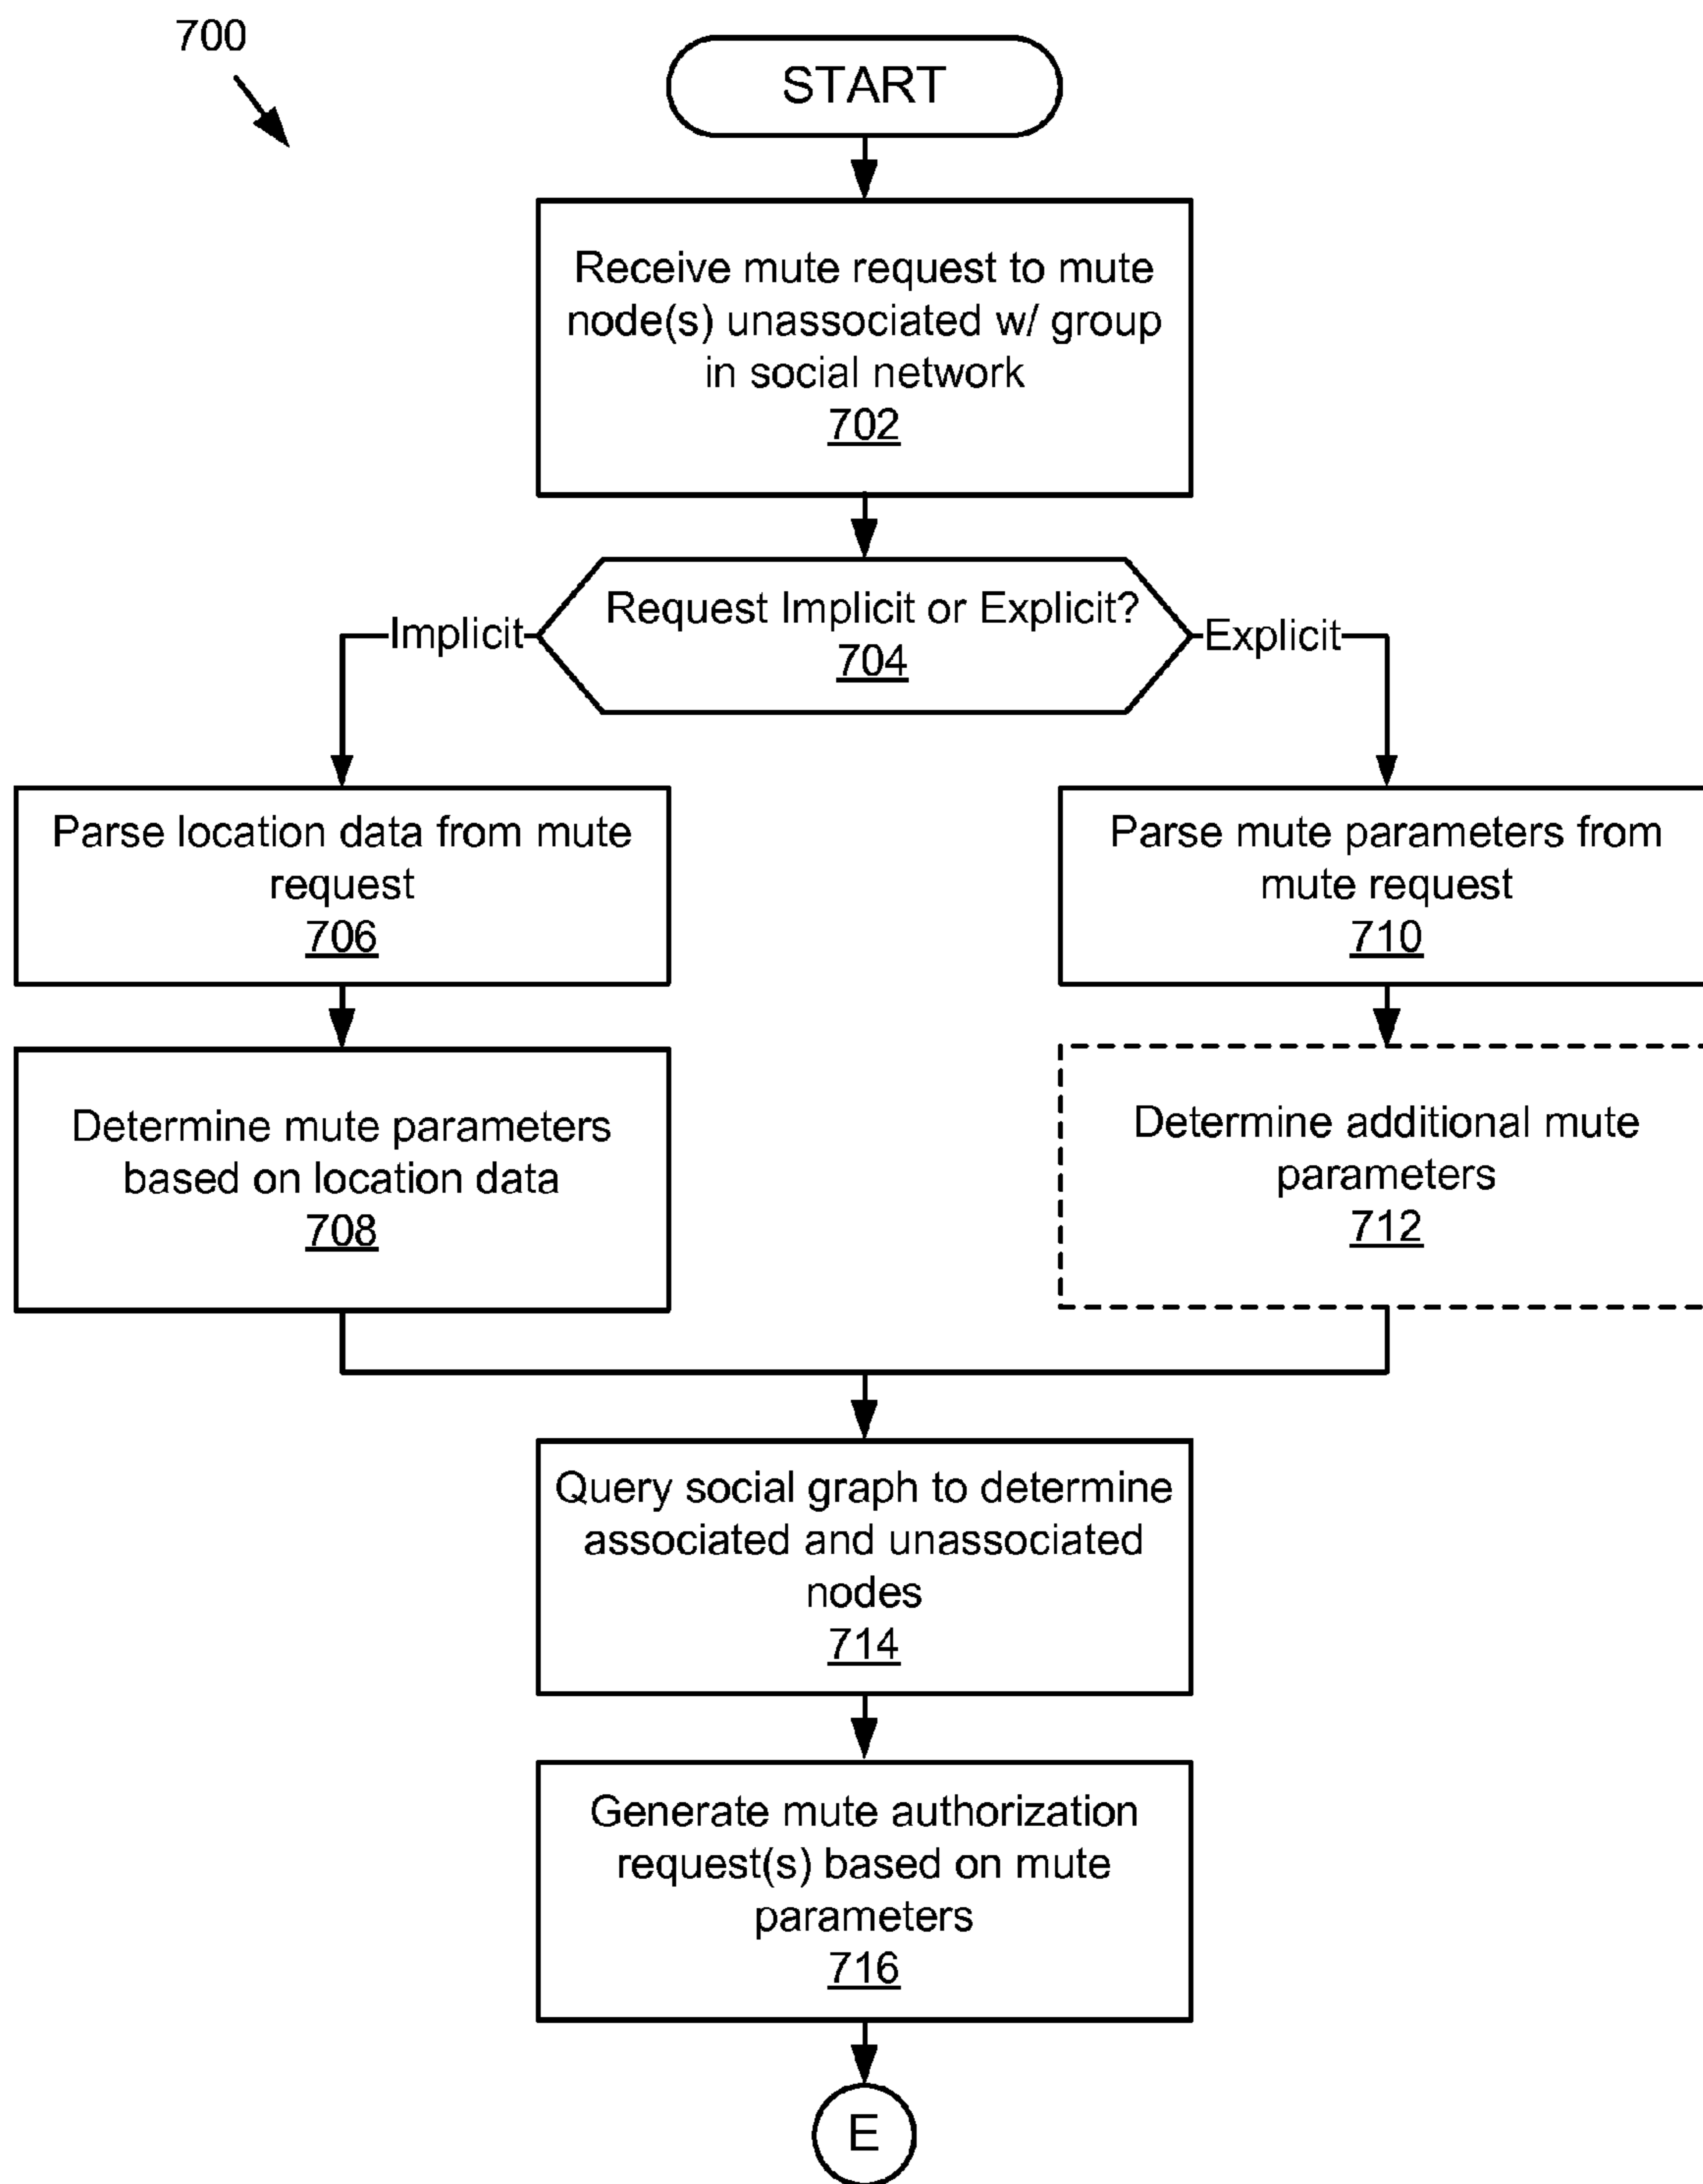 700
START
Receive mute request to mute
node(s) unassociated w/ group
in social network
702
Request Implicit or Explicit?
704
Implicit
Explicit
Parse location data from mute
request
706
Parse mute parameters from
mute request
710
Determine mute parameters
based on location data
708
Determine additional mute
parameters
712
Query social graph to determine
associated and unassociated
nodes
714
Generate mute authorization
request(s) based on mute
parameters
716
E